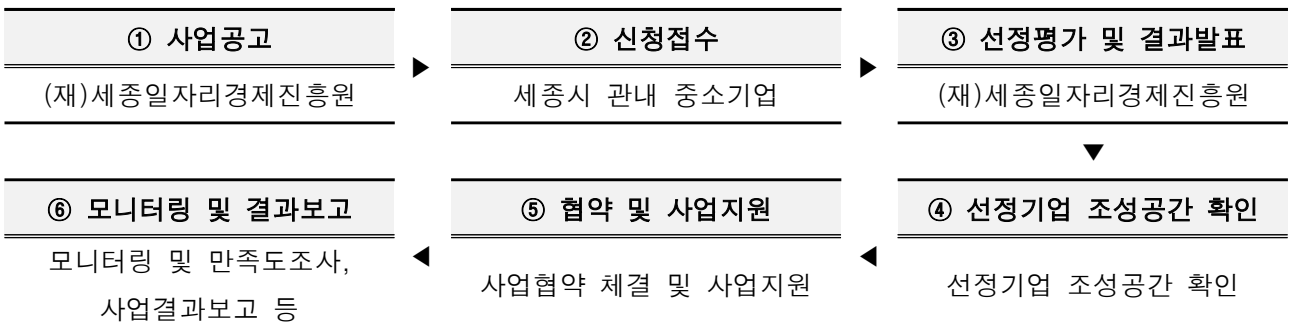 ① 사업공고
(재)세종일자리경제진흥원
▶
② 신청접수
세종시 관내 중소기업
▶
③ 선정평가 및 결과발표
(재)세종일자리경제진흥원
▼
④ 선정기업 조성공간 확인
선정기업 조성공간 확인
◀
⑤ 협약 및 사업지원
사업협약 체결 및 사업지원
◀
⑥ 모니터링 및 결과보고
모니터링 및 만족도조사,
사업결과보고 등